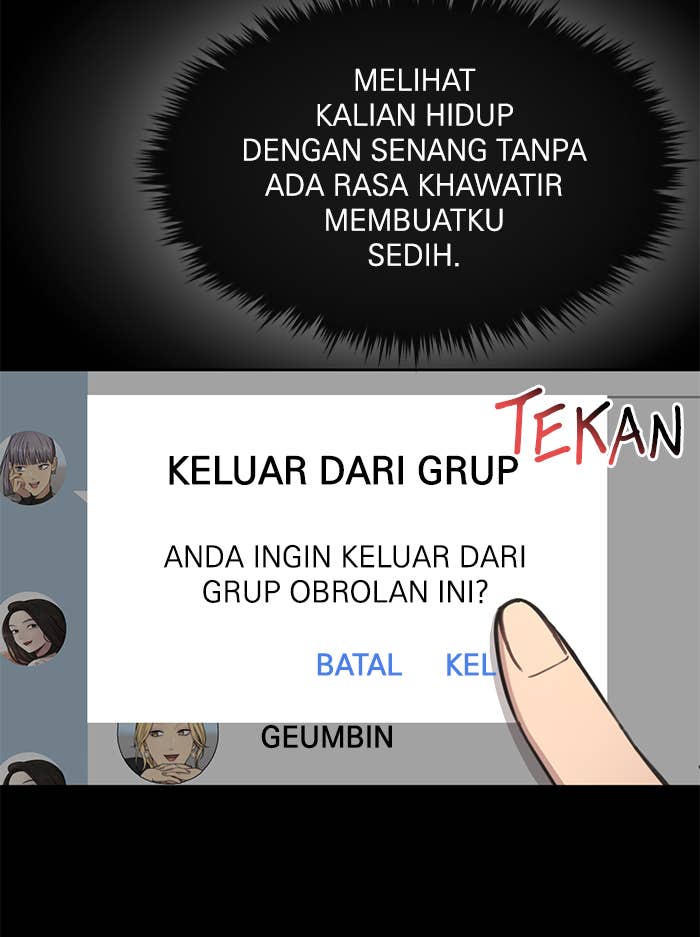 MELIHAT
KALIAN HIDUP
DENGAN SENANG TANPA
ADA RASA KHAWATIR
MEMBUATKU
SEDIH.
TEKAN
KELUAR DARI GRUP
ANDA INGIN KELUAR DARI
GRUP OBROLAN INI?
BATAL KEL
GEUMBIN